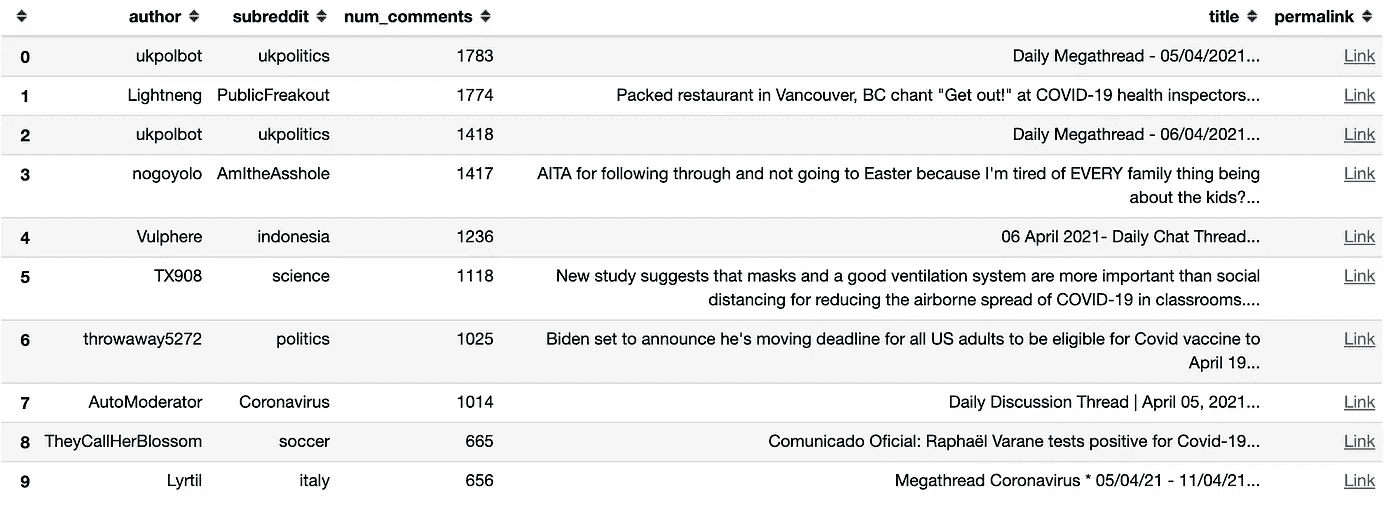 author subreddit num_comments title permalink
0 ukpolbot ukpolitics 1783 Daily Megathread - 05/04/2021... Link
1 Lightneng PublicFreakout 1774 Packed restaurant in Vancouver, BC chant "Get out!" at COVID-19 health inspectors... Link
2 ukpolbot ukpolitics 1418 Daily Megathread - 06/04/2021... Link
3 nogoyolo AmItheAsshole 1417 AITA for following through and not going to Easter because I'm tired of EVERY family thing being Link
about the kids?...
4 Vulphere indonesia 1236 06 April 2021- Daily Chat Thread... Link
5 TX908 science 1118 New study suggests that masks and a good ventilation system are more important than social Link
distancing for reducing the airborne spread of COVID-19 in classrooms.... 
6 throwaway5272 politics 1025 Biden set to announce he's moving deadline for all US adults to be eligible for Covid vaccine to Link
April 19...
7 AutoModerator Coronavirus 1014 Daily Discussion Thread | April 05, 2021... Link
8 TheyCallHerBlossom soccer 665 Comunicado Oficial: Raphaël Varane tests positive for Covid-19... Link
9 Lyrtil italy 656 Megathread Coronavirus * 05/04/21 - 11/04/21... Link